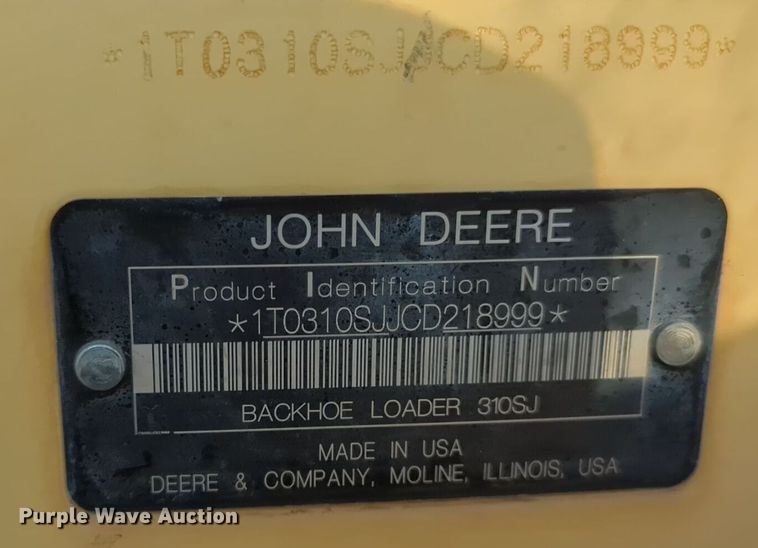 *1T0310SJJCD218999*
JOHN DEERE
Product Identification Number
*1T0310SJJCD218999*
BACKHOE LOADER 310SJ
MADE IN USA
DEERE & COMPANY, MOLINE, ILLINOIS, USA
Purple Wave Auction